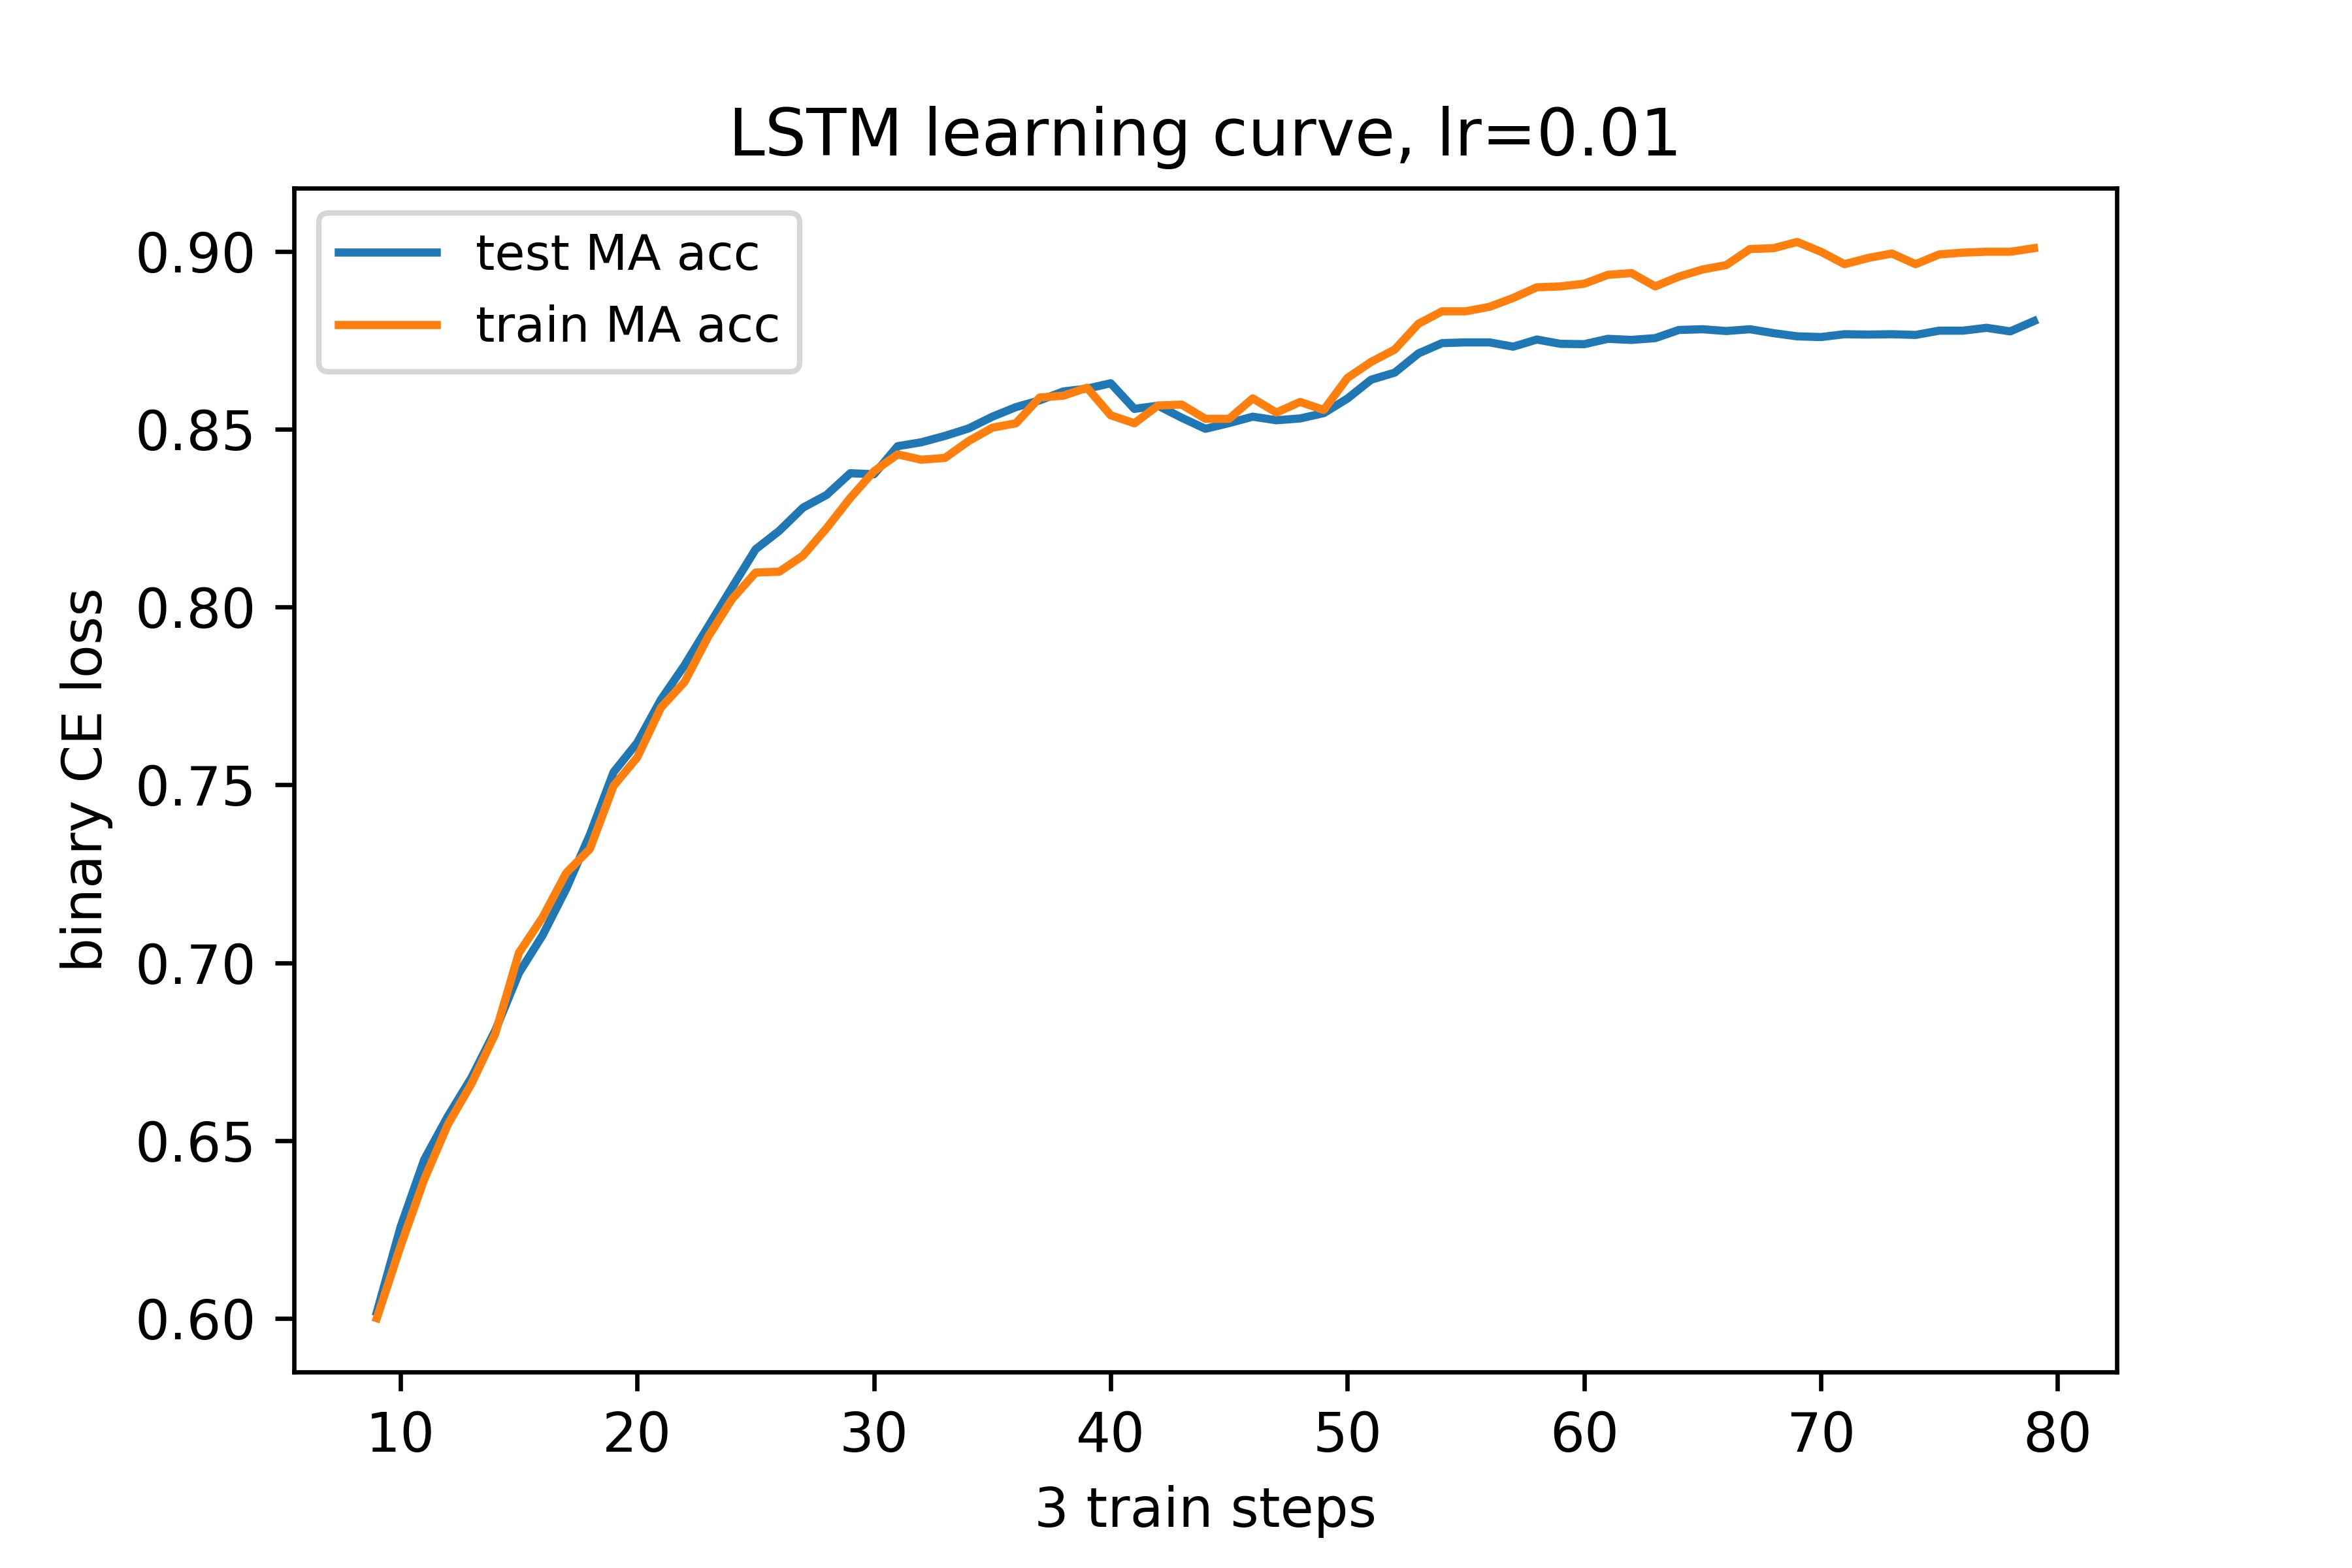 LSTM learning curve, lr=0.01
test MA acc
train MA acc
binary CE loss
0.90
0.85
0.80
0.75
0.70
0.65
0.60
10 20 30 40 50 60 70 80
3 train steps